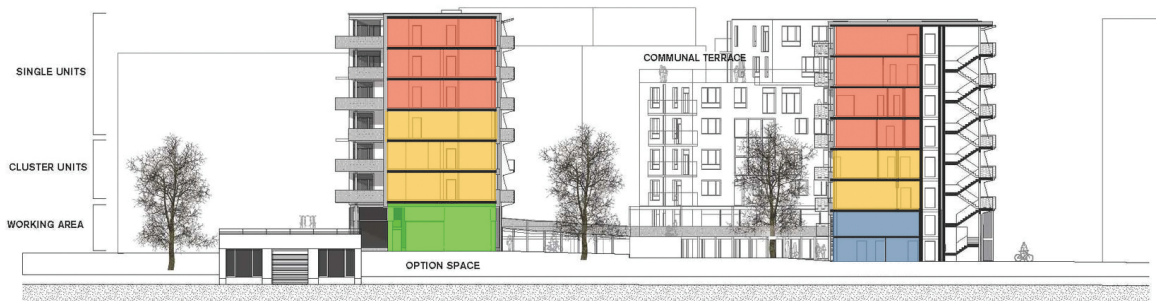 COMMUNAL TERRACE
SINGLE UNITS
CLUSTER UNITS
WORKING AREA
OPTION SPACE